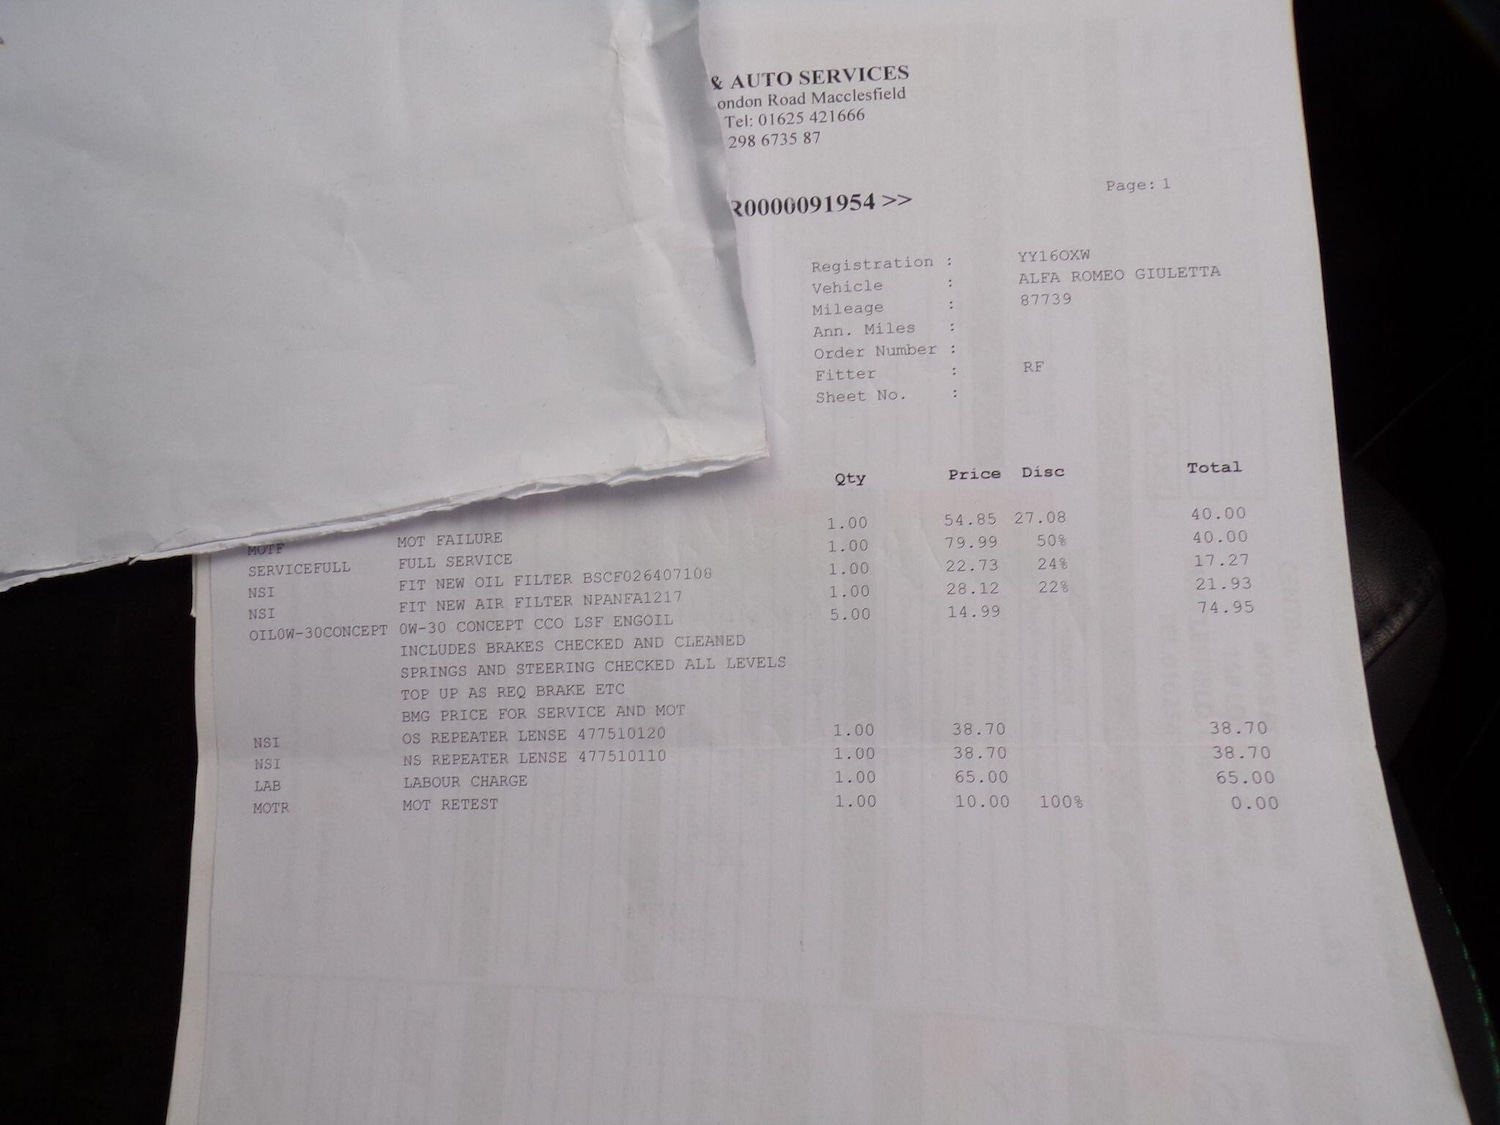 & AUTO SERVICES
ondon Road Macclesfield
Tel: 01625 421666
298 6735 87
R0000091954 >>
Page: 1
Registration : YY16OXW
Vehicle : ALFA ROMEO GIULETTA
Mileage : 87739
Ann. Miles :
Order Number :
Fitter : RF
Sheet No. :
Qty Price Disc Total
MOTF MOT FAILURE 1.00 54.85 27.08 40.00
SERVICEFULL FULL SERVICE 1.00 79.99 50% 40.00
NSI FIT NEW OIL FILTER BSCF026407108 1.00 22.73 24% 17.27
NSI FIT NEW AIR FILTER NPANFA1217 1.00 28.12 22% 21.93
OIL0W-30CONCEPT 0W-30 CONCEPT CCO LSF ENGOIL 5.00 14.99 74.95
INCLUDES BRAKES CHECKED AND CLEANED
SPRINGS AND STEERING CHECKED ALL LEVELS
TOP UP AS REQ BRAKE ETC
BMG PRICE FOR SERVICE AND MOT
NSI OS REPEATER LENSE 477510120 1.00 38.70 38.70
NSI NS REPEATER LENSE 477510110 1.00 38.70 38.70
LAB LABOUR CHARGE 1.00 65.00 65.00
MOTR MOT RETEST 1.00 10.00 100% 0.00